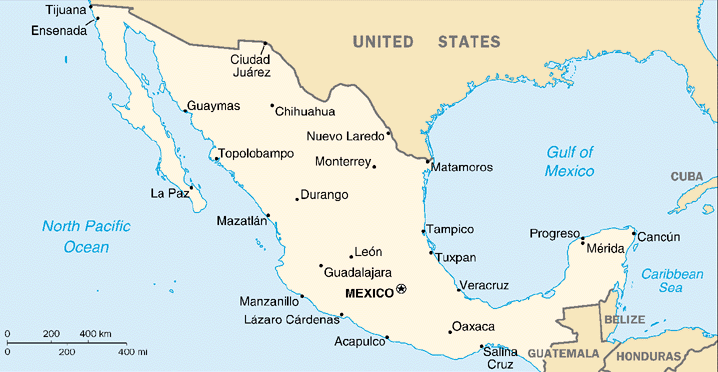 Tijuana
Ensenada
UNITED STATES
Ciudad
Juárez
Guaymas
Chihuahua
Nuevo Laredo
Topolobampo
Monterrey
Matamoros
Gulf of
Mexico
CUBA
La Paz
Durango
North Pacific
Ocean
Mazatlán
Tampico
Progreso
Cancún
Mérida
León
Tuxpan
Guadalajara
Caribbean
Sea
MEXICO
Veracruz
Manzanillo
Lázaro Cárdenas
BELIZE
Oaxaca
Acapulco
Salina
Cruz
GUATEMALA
HONDURAS
0 200 400 km
0 200 400 mi